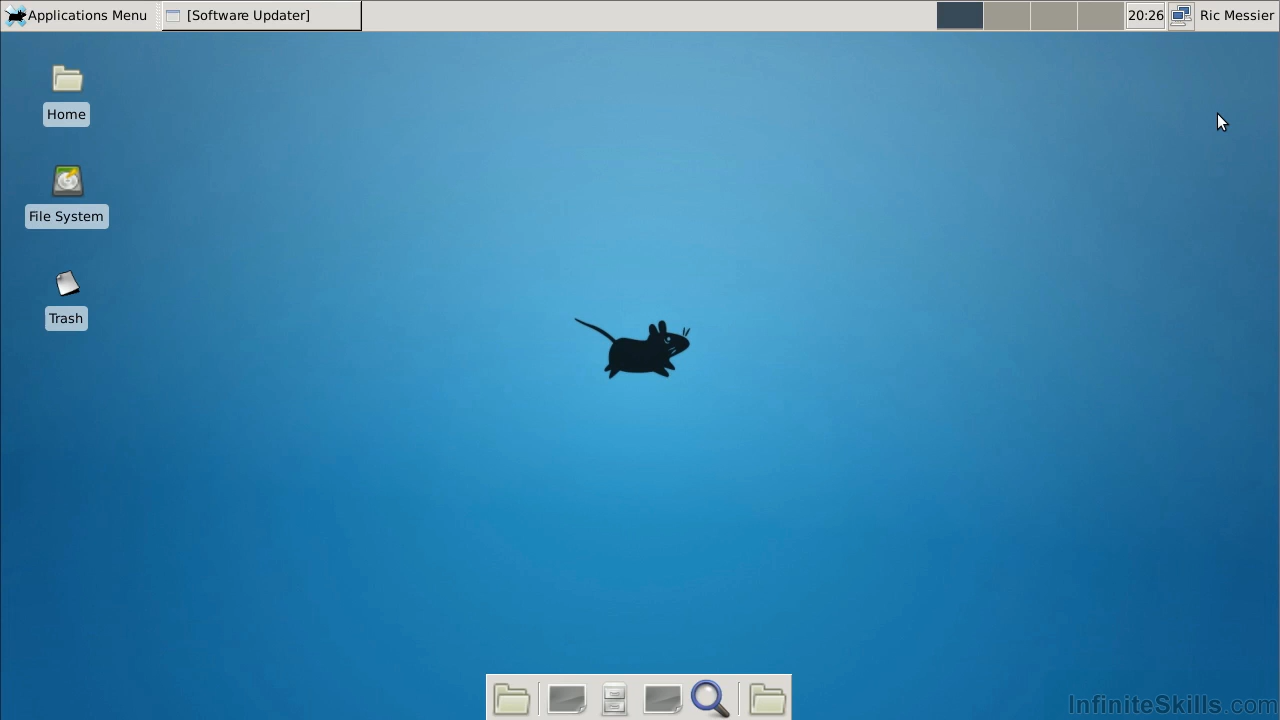 Applications Menu
[Software Updater]
20:26
Ric Messier
Home
File System
Trash
InfiniteSkills.com